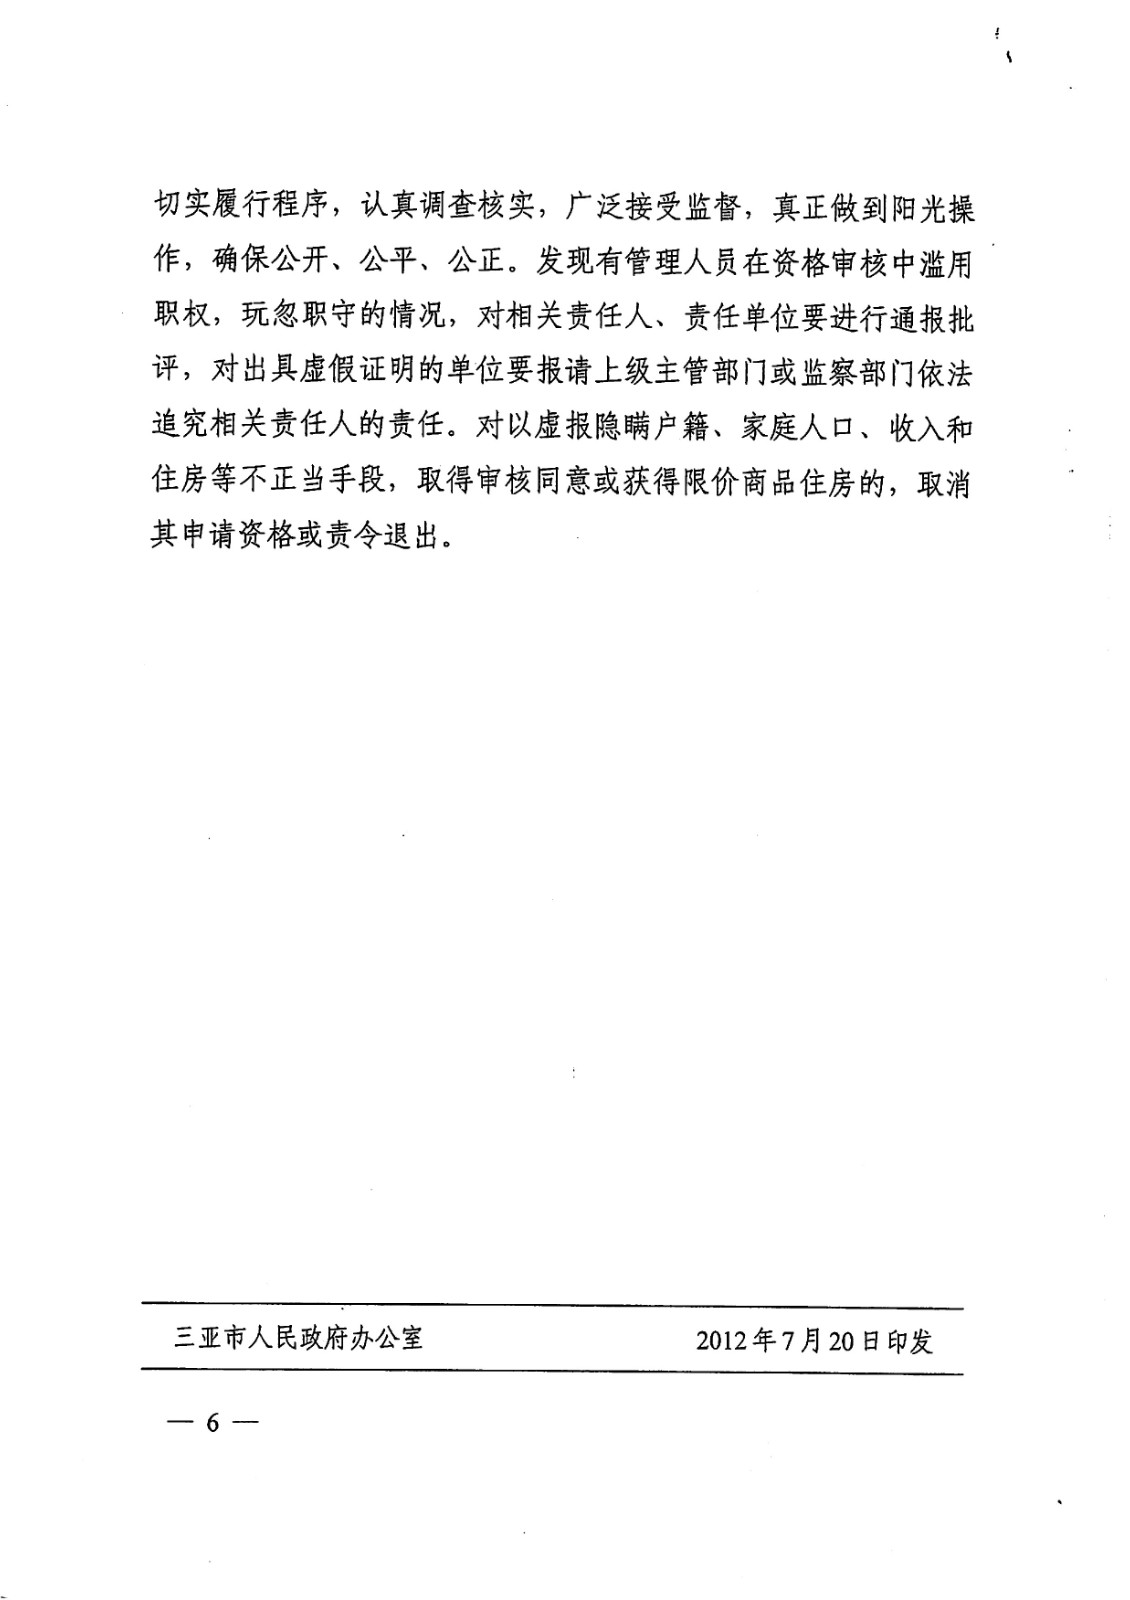 切实履行程序，认真调查核实，广泛接受监督，真正做到阳光操
作，确保公开、公平、公正。发现有管理人员在资格审核中滥用
职权，玩忽职守的情况，对相关责任人、责任单位要进行通报批
评，对出具虚假证明的单位要报请上级主管部门或监察部门依法
追究相关责任人的责任。对以虚报隐瞒户籍、家庭人口、收入和
住房等不正当手段，取得审核同意或获得限价商品住房的，取消
其申请资格或责令退出。
三亚市人民政府办公室 2012年7月20日印发
— 6 —